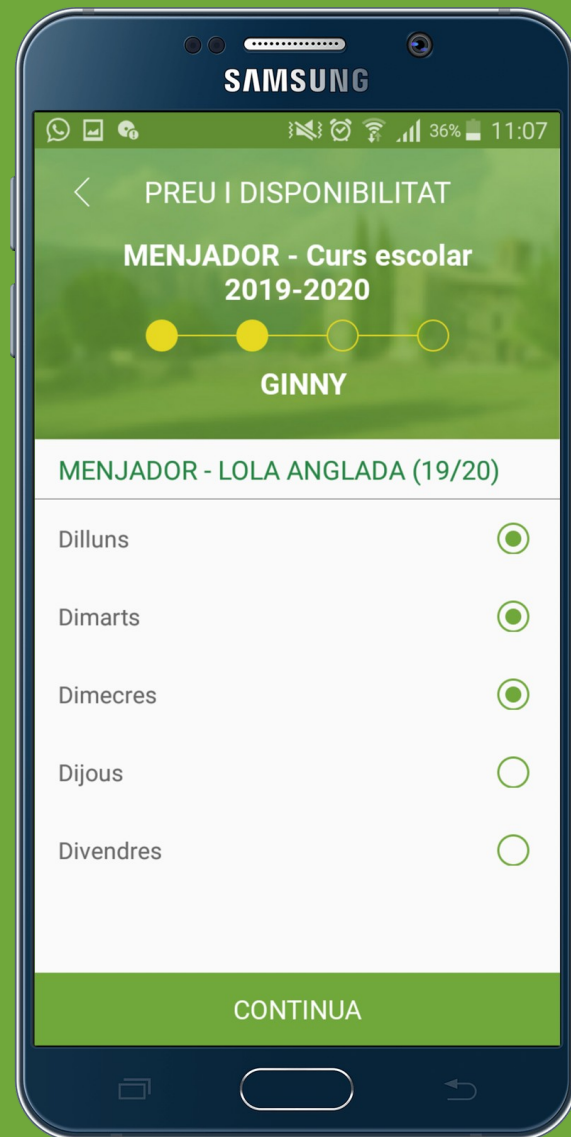 SAMSUNG
36% 11:07
PREU I DISPONIBILITAT
MENJADOR - Curs escolar
2019-2020
GINNY
MENJADOR - LOLA ANGLADA (19/20)
Dilluns
Dimarts
Dimecres
Dijous
Divendres
CONTINUA